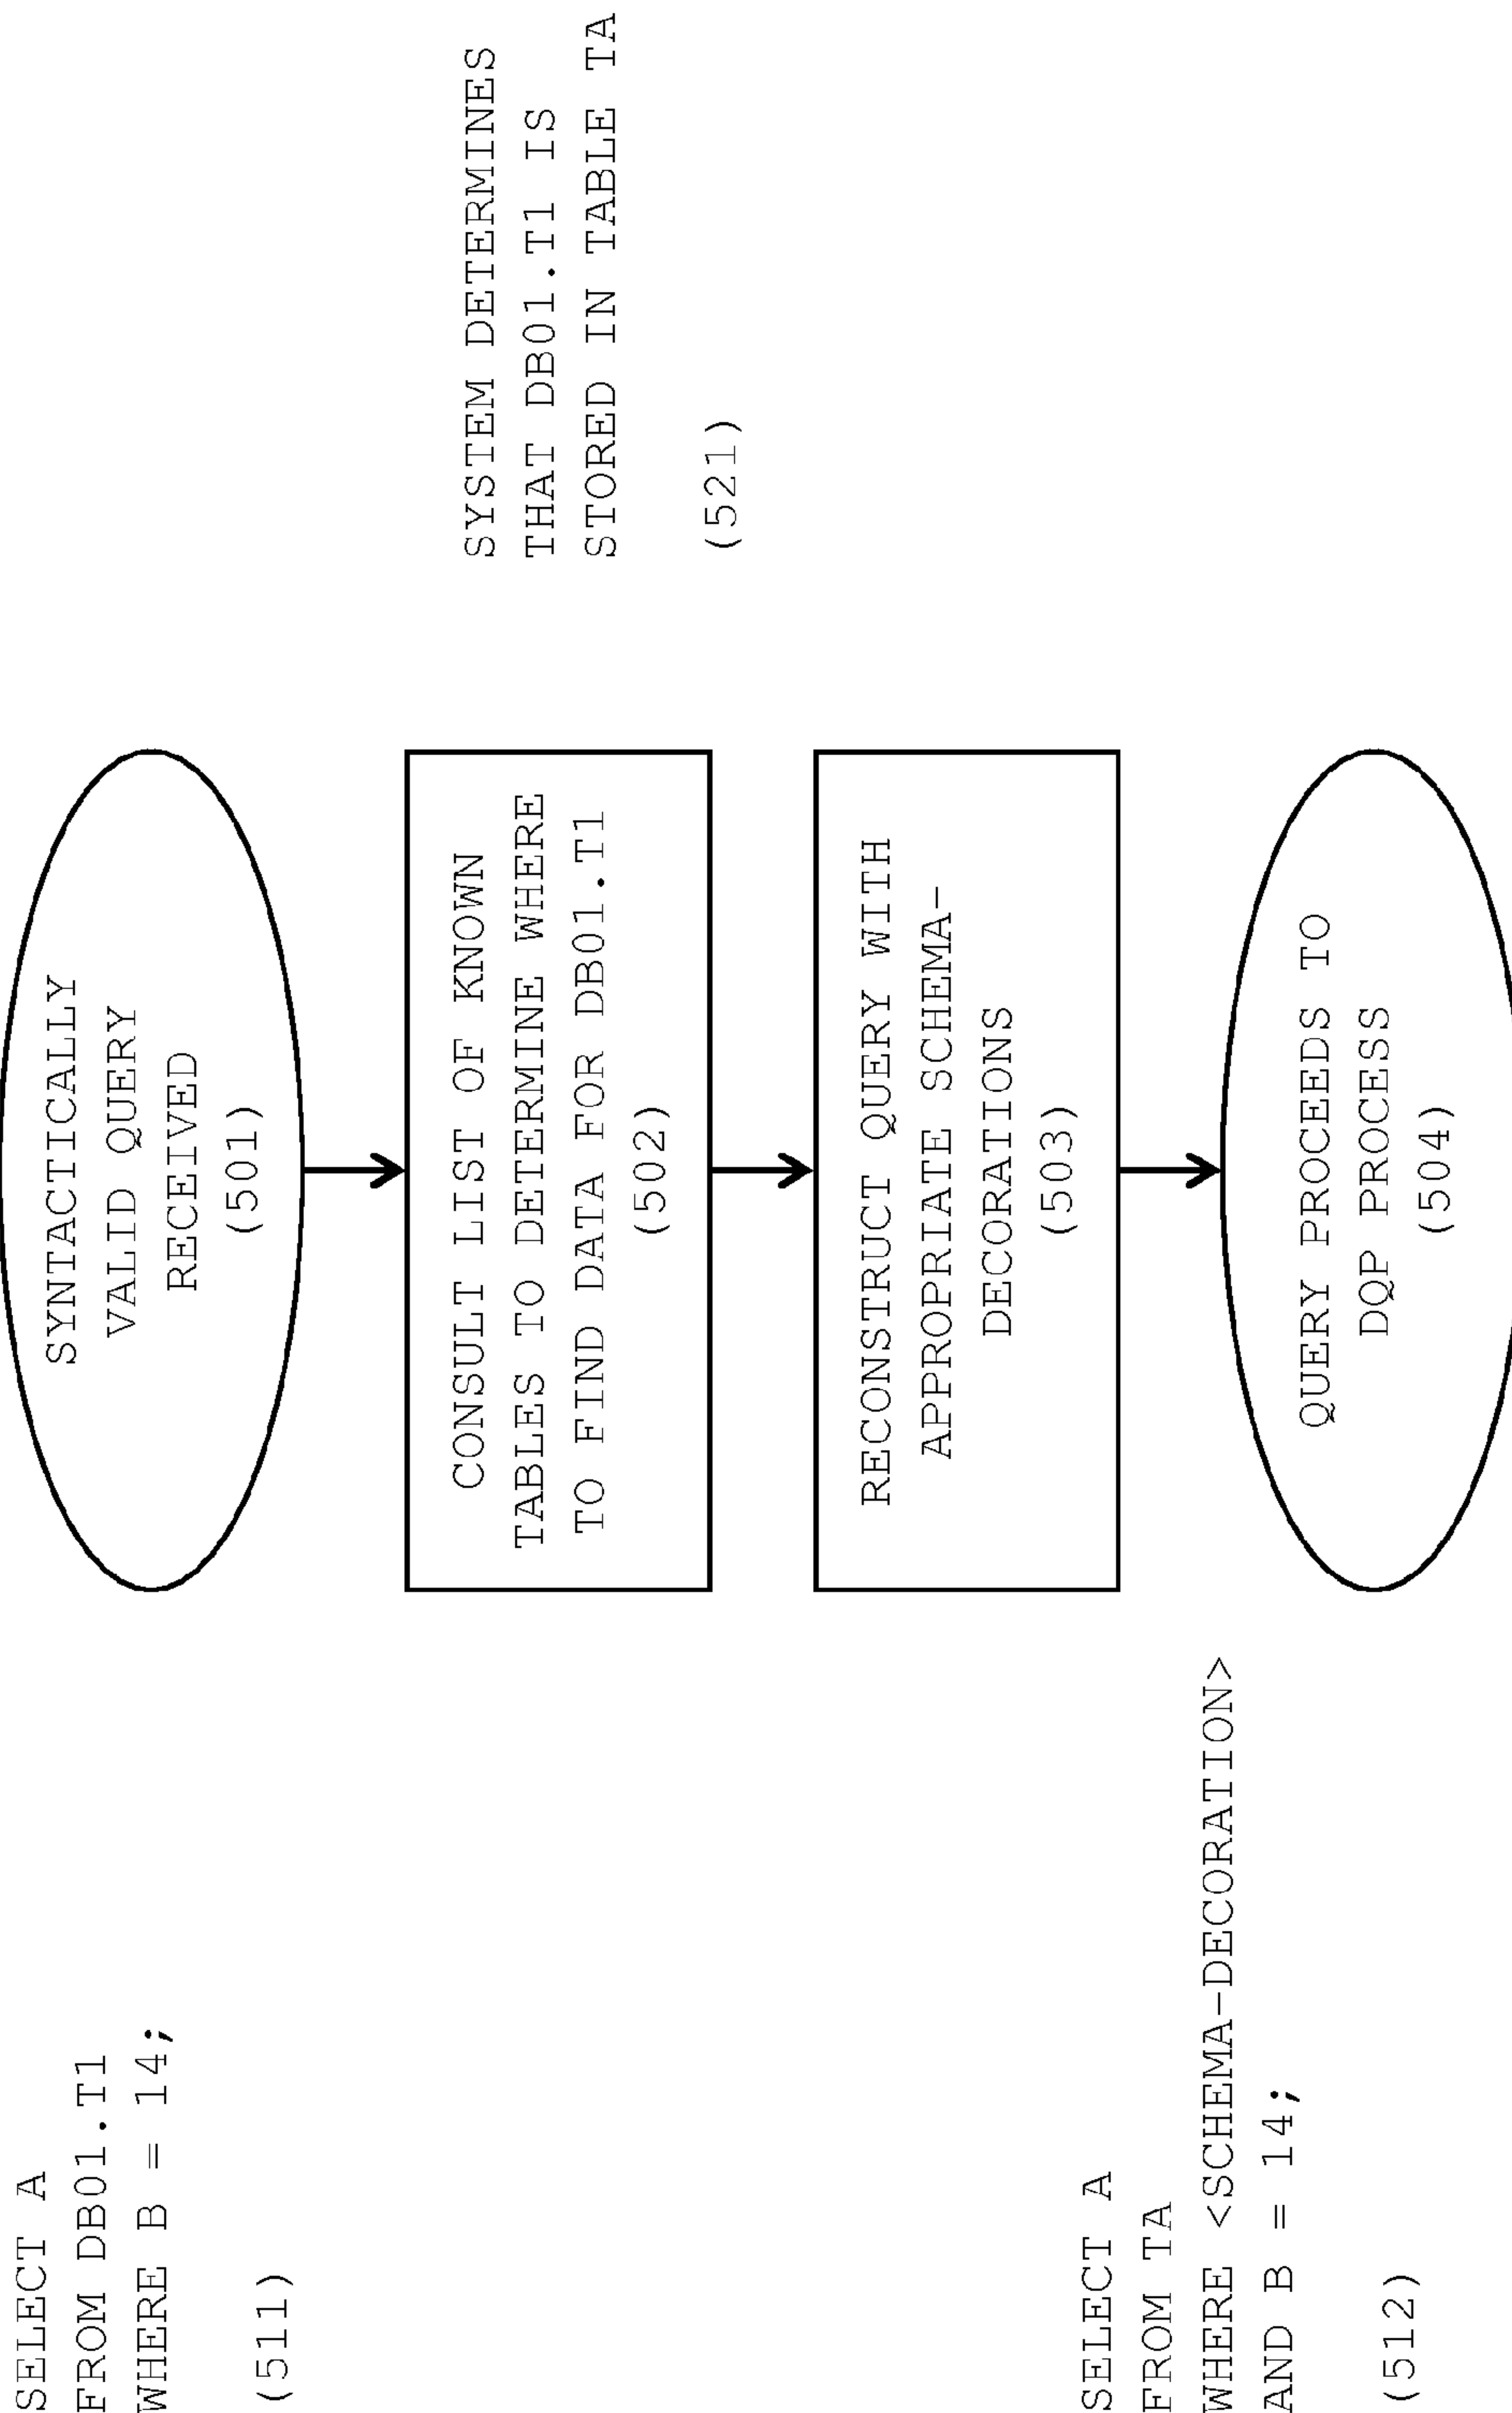 SELECT A
FROM DB01.T1
WHERE B = 14;
(511)
SYNTACTICALLY
VALID QUERY
RECEIVED
(501)
CONSULT LIST OF KNOWN
TABLES TO DETERMINE WHERE
TO FIND DATA FOR DB01.T1
(502)
SYSTEM DETERMINES
THAT DB01.T1 IS
STORED IN TABLE TA
(521)
RECONSTRUCT QUERY WITH
APPROPRIATE SCHEMA-
DECORATIONS
(503)
SELECT A
FROM TA
WHERE <SCHEMA-DECORATION>
AND B = 14;
(512)
QUERY PROCEEDS TO
DQP PROCESS
(504)